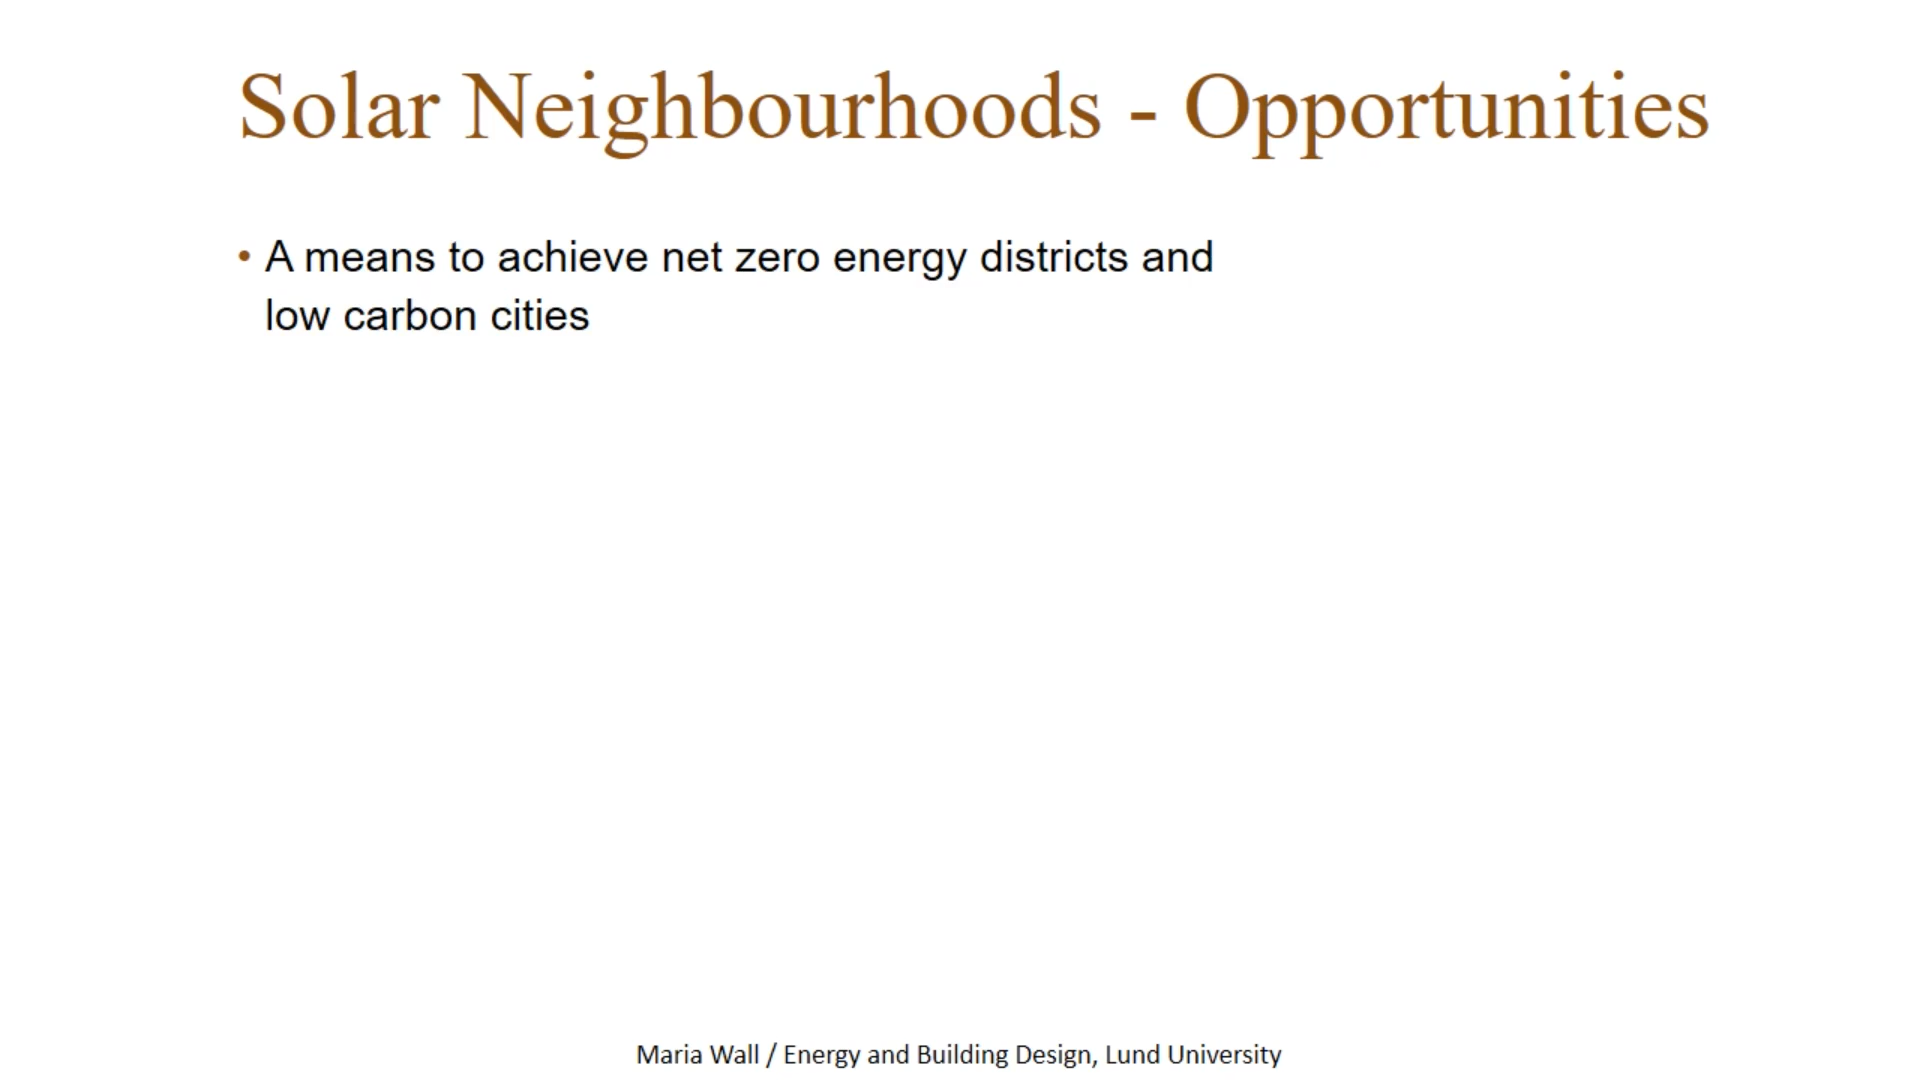 Solar Neighbourhoods - Opportunities
• A means to achieve net zero energy districts and
low carbon cities
Maria Wall / Energy and Building Design, Lund University